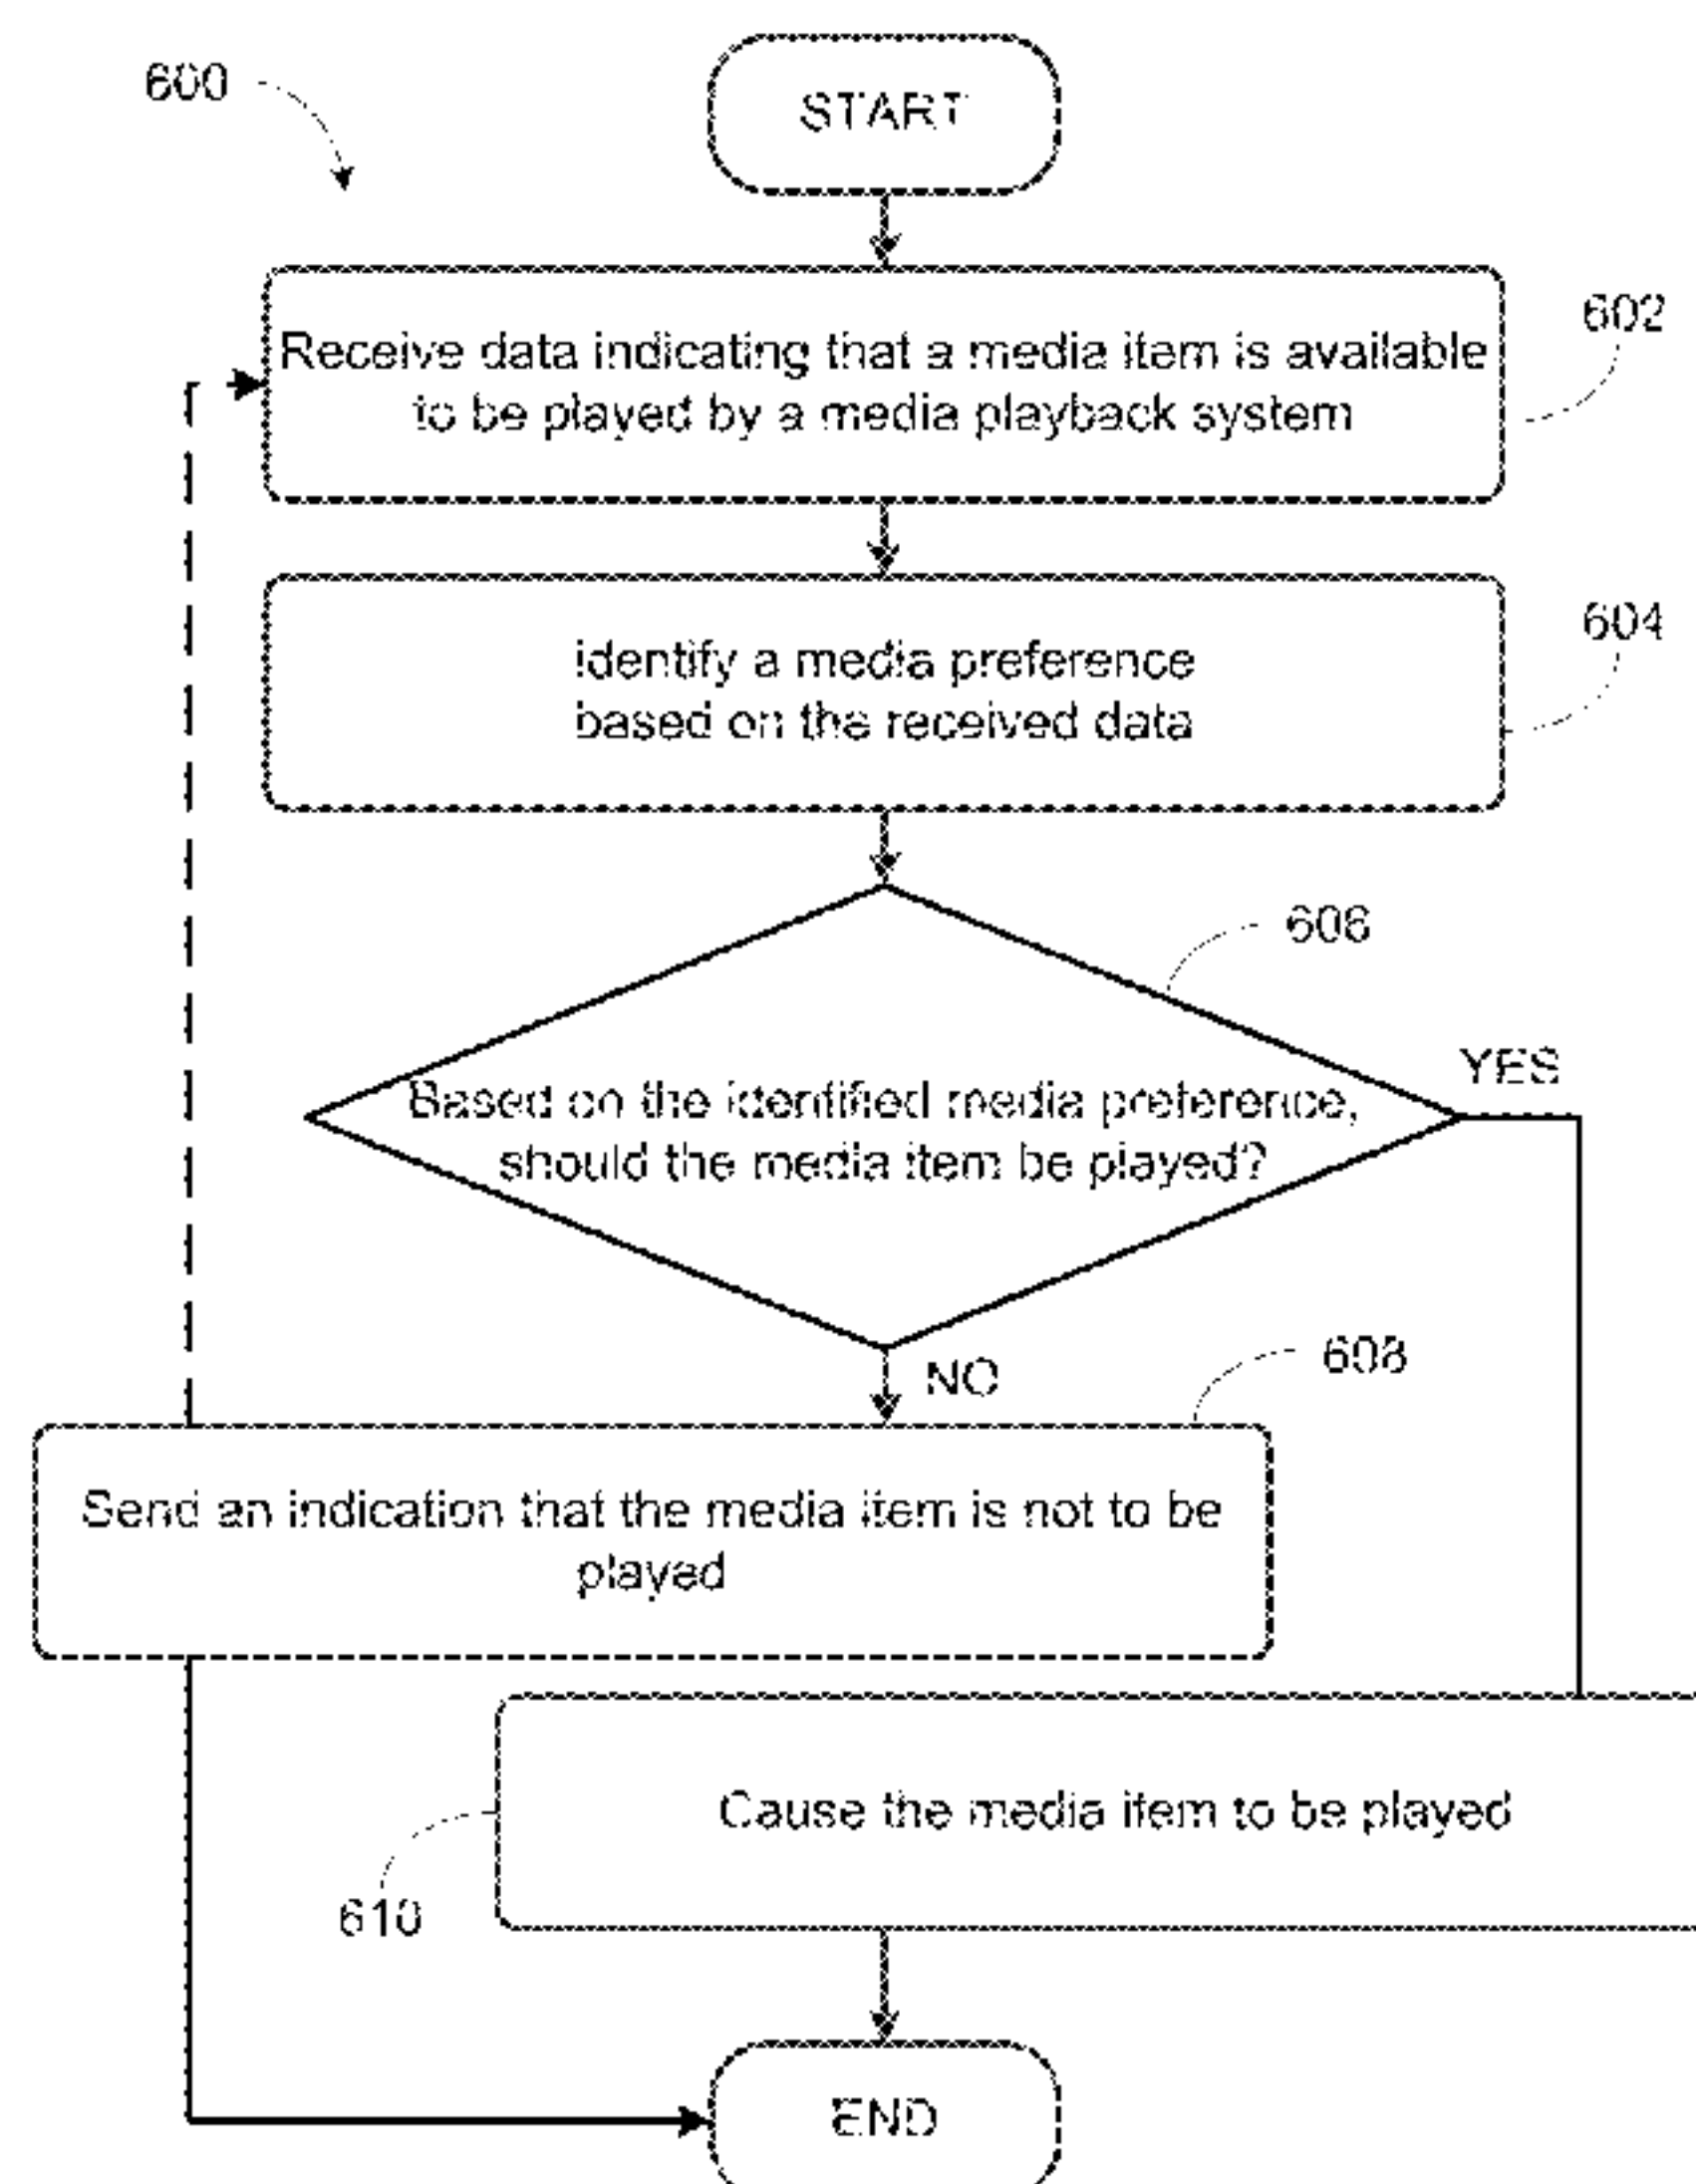 600
START
Receive data indicating that a media item is available
to be played by a media playback system
602
identify a media preference
based on the received data
604
606
Based on the identified media preference,
should the media item be played?
YES
NO
608
Send an indication that the media item is not to be
played
Cause the media item to be played
610
END